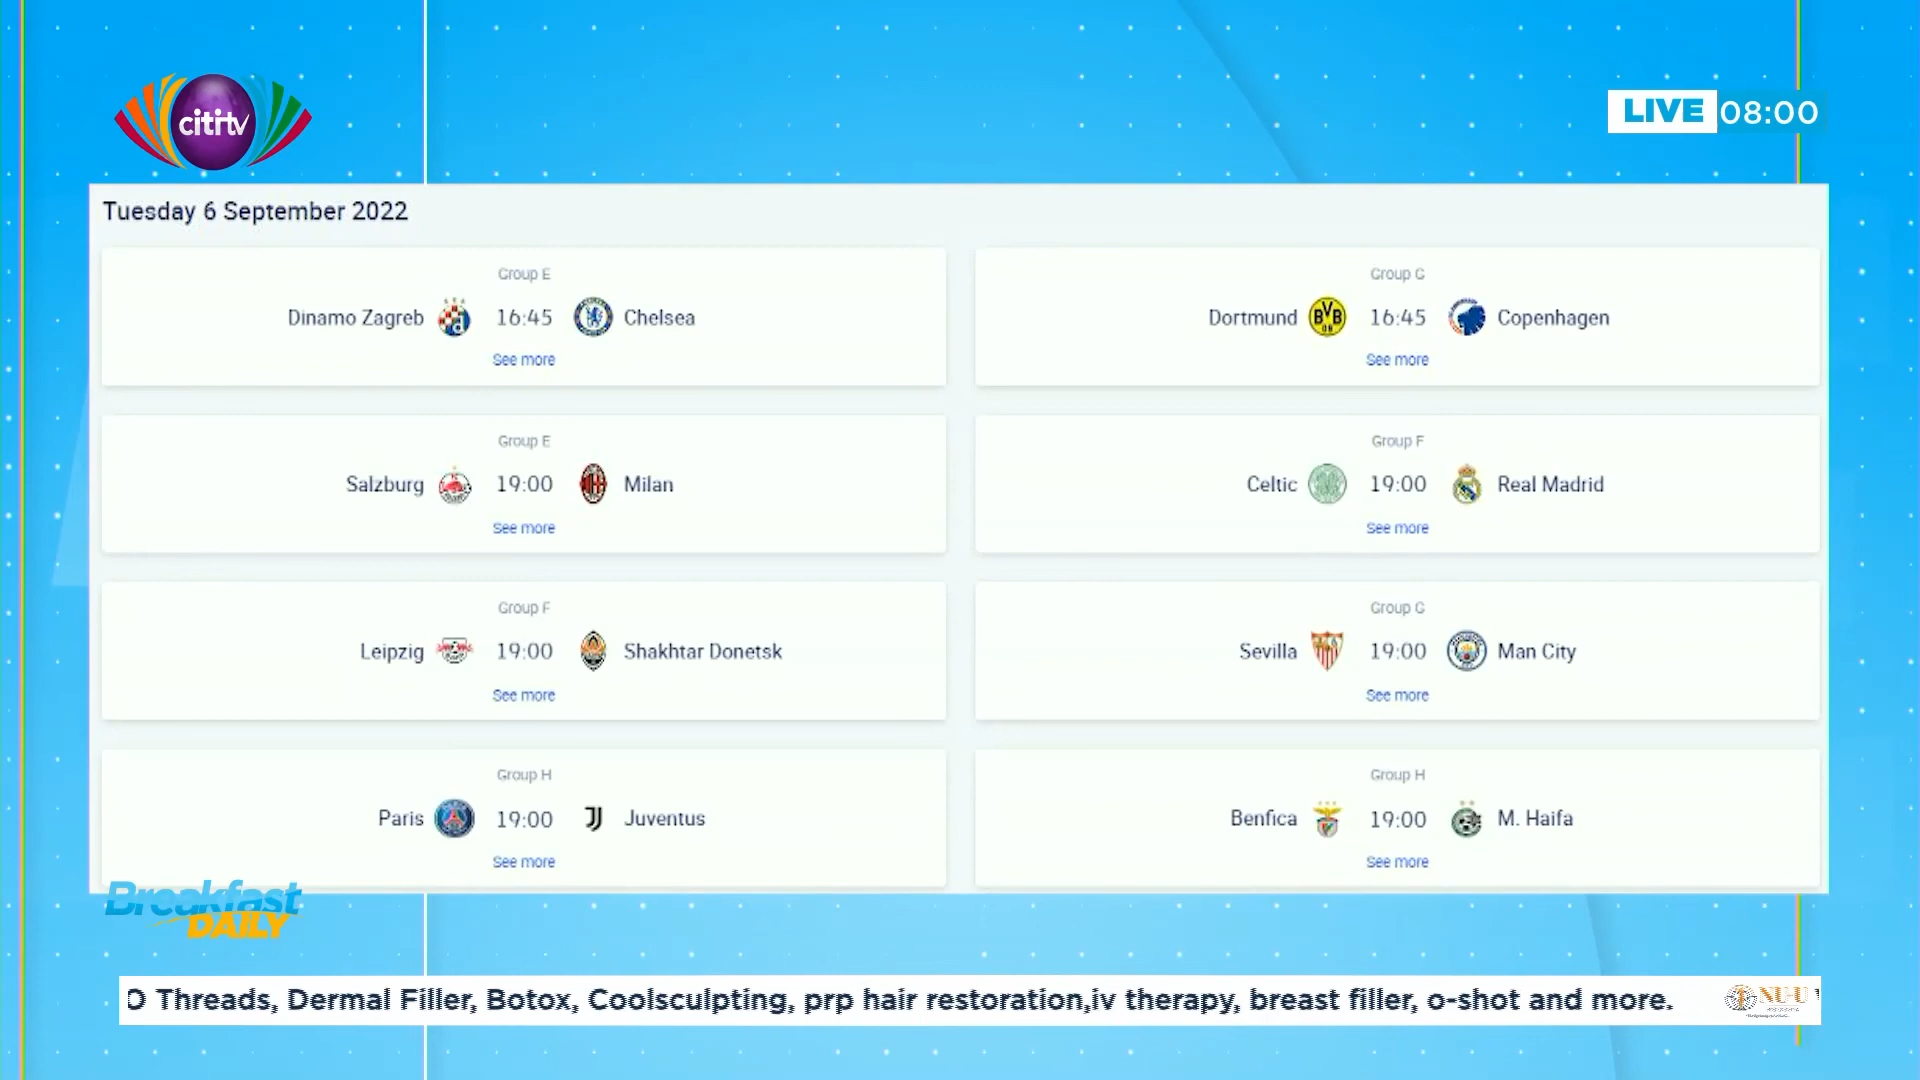 cititv
LIVE 08:00
Tuesday 6 September 2022
Group E
Dinamo Zagreb 16:45 Chelsea
See more
Group G
Dortmund BVB 09 16:45 Copenhagen
See more
Group E
Salzburg 19:00 Milan
See more
Group F
Celtic 19:00 Real Madrid
See more
Group F
Leipzig 19:00 Shakhtar Donetsk
See more
Group G
Sevilla 19:00 Man City
See more
Group H
Paris 19:00 Juventus
See more
Group H
Benfica 19:00 M. Haifa
See more
Breakfast
DAILY
O Threads, Dermal Filler, Botox, Coolsculpting, prp hair restoration,iv therapy, breast filler, o-shot and more. NU-U